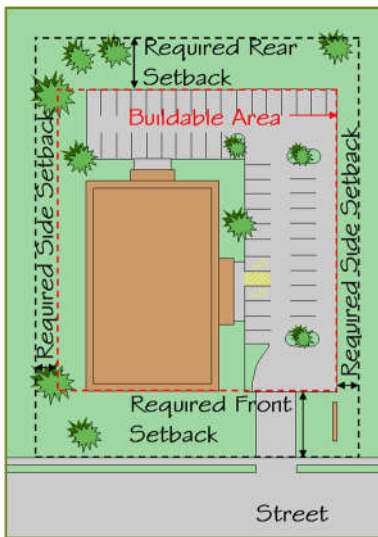 Required Rear
Setback
Buildable Area
Required Side Setback
Required Side Setback
Required Front
Setback
Street